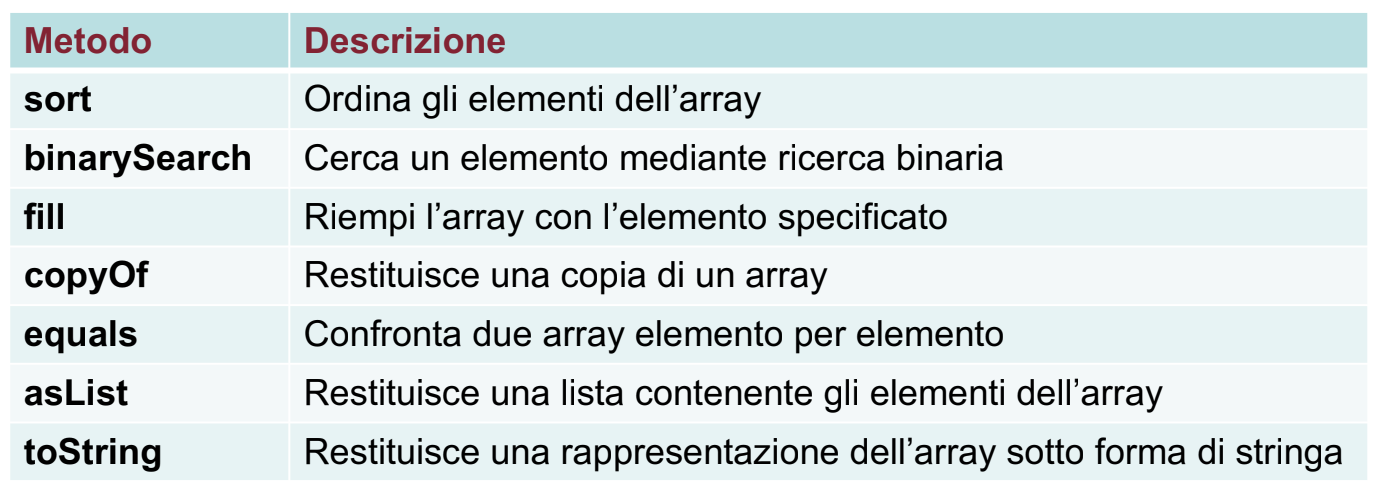 Metodo Descrizione
sort Ordina gli elementi dell’array
binarySearch Cerca un elemento mediante ricerca binaria
fill Riempi l’array con l’elemento specificato
copyOf Restituisce una copia di un array
equals Confronta due array elemento per elemento
asList Restituisce una lista contenente gli elementi dell’array
toString Restituisce una rappresentazione dell’array sotto forma di stringa